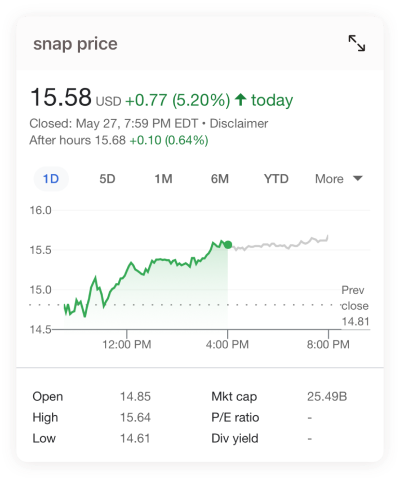 snap price
15.58 USD +0.77 (5.20%) ↑ today
Closed: May 27, 7:59 PM EDT • Disclaimer
After hours 15.68 +0.10 (0.64%)
1D 5D 1M 6M YTD More
16.0
15.5
15.0
14.5
Prev
close
14.81
12:00 PM 4:00 PM 8:00 PM
Open 14.85 Mkt cap 25.49B
High 15.64 P/E ratio -
Low 14.61 Div yield -